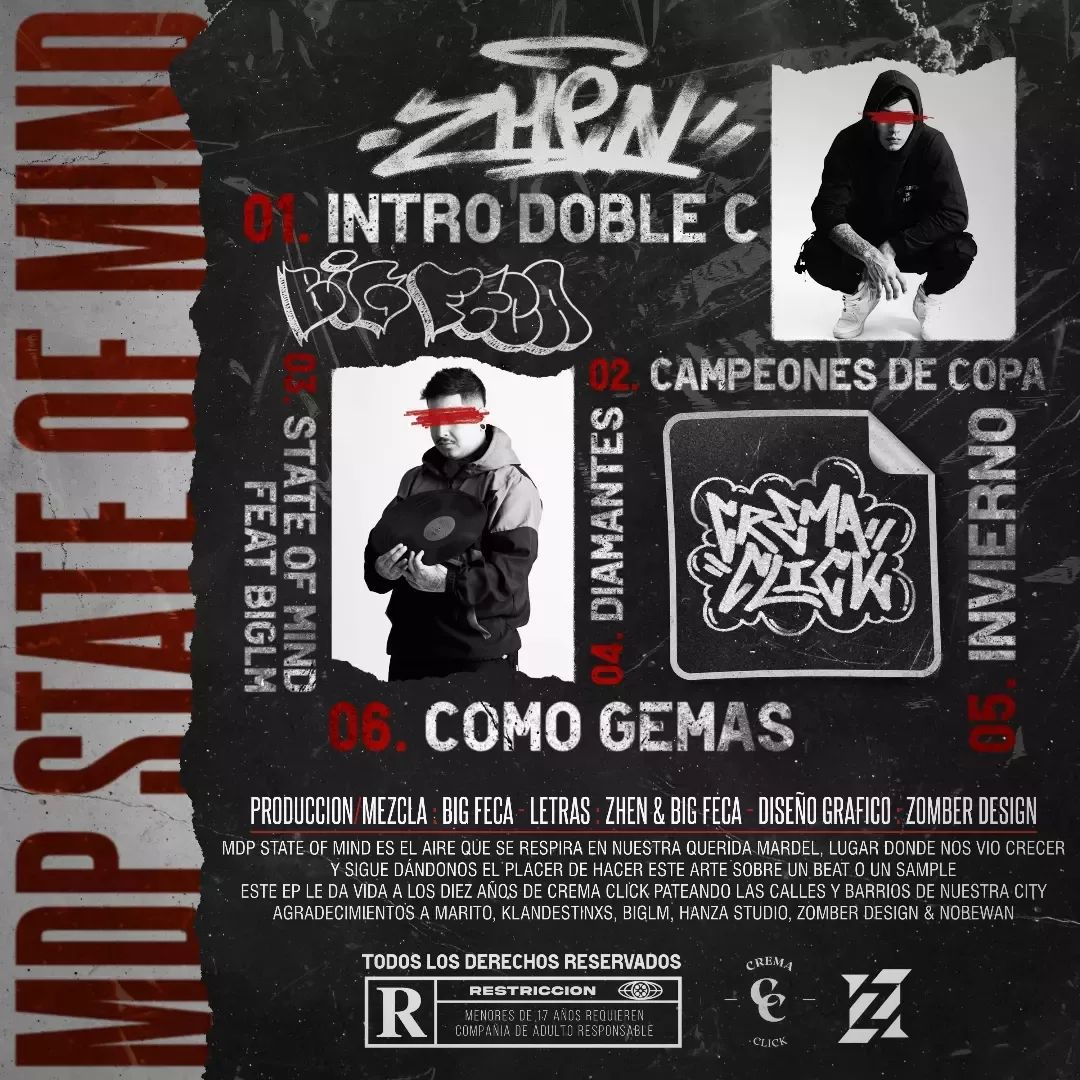 MDP STATE OF MIND
ZHEN
01. INTRO DOBLE C
BIG FECA
02. CAMPEONES DE COPA
03. STATE OF MIND
FEAT BIGLM
04. DIAMANTES
CREMA
CLICK
05. INVIERNO
06. COMO GEMAS
PRODUCCION/MEZCLA : BIG FECA - LETRAS : ZHEN & BIG FECA - DISEÑO GRAFICO : ZOMBER DESIGN
MDP STATE OF MIND ES EL AIRE QUE SE RESPIRA EN NUESTRA QUERIDA MARDEL, LUGAR DONDE NOS VIO CRECER
Y SIGUE DÁNDONOS EL PLACER DE HACER ESTE ARTE SOBRE UN BEAT O UN SAMPLE
ESTE EP LE DA VIDA A LOS DIEZ AÑOS DE CREMA CLICK PATEANDO LAS CALLES Y BARRIOS DE NUESTRA CITY
AGRADECIMIENTOS A MARITO, KLANDESTINXS, BIGLM, HANZA STUDIO, ZOMBER DESIGN & NOBEWAN
TODOS LOS DERECHOS RESERVADOS
R
RESTRICCION
MENORES DE 17 AÑOS REQUIEREN
COMPAÑIA DE ADULTO RESPONSABLE
CREMA
CC
CLICK